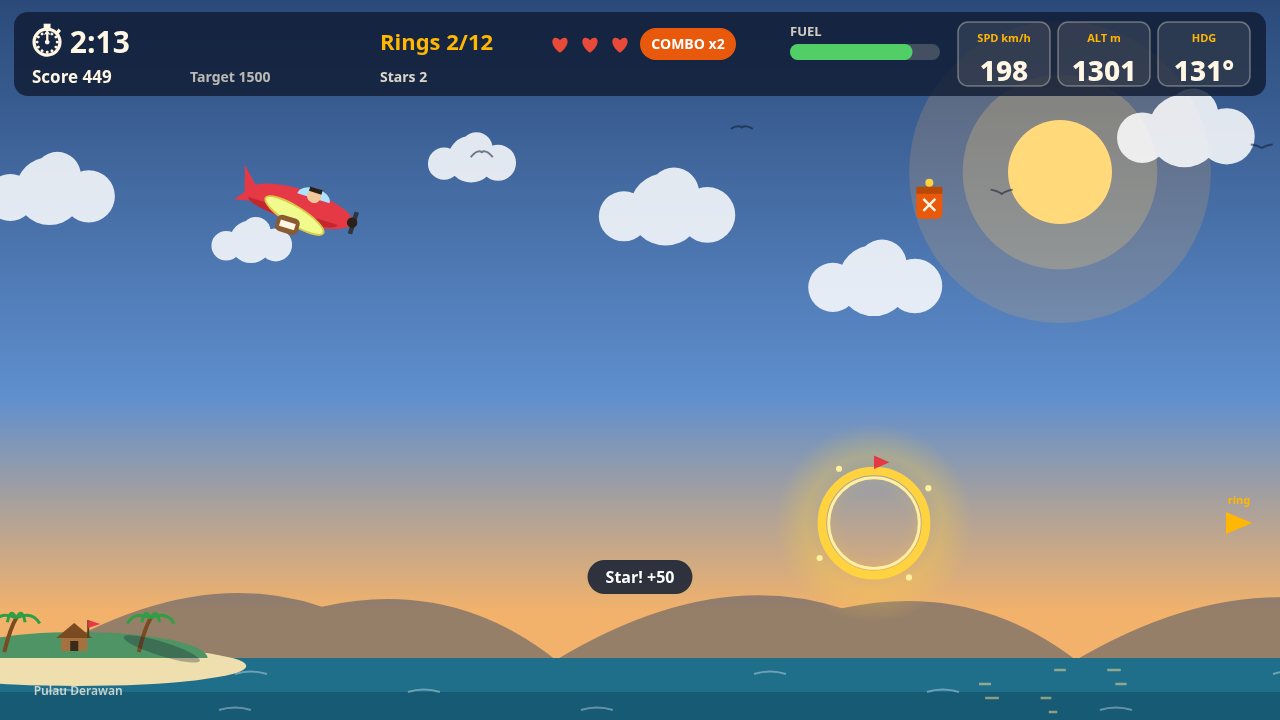 2:13
Score 449
Target 1500
Rings 2/12
Stars 2
COMBO x2
FUEL
SPD km/h
198
ALT m
1301
HDG
131°
ring
Star! +50
Pulau Derawan